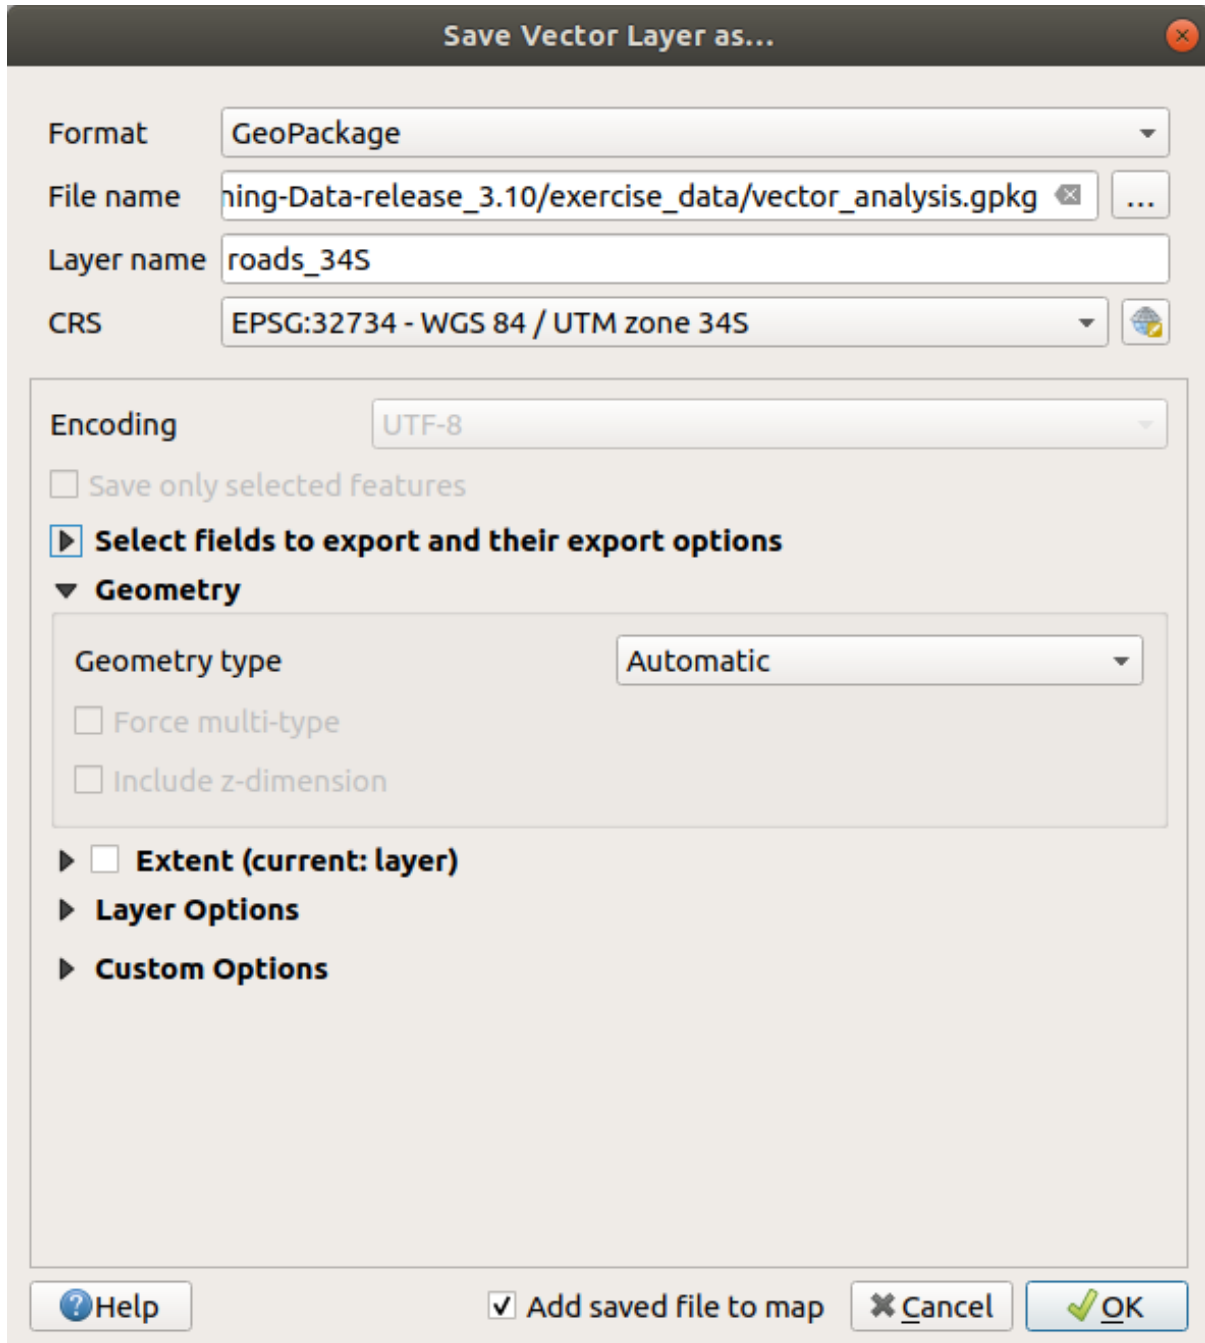 Save Vector Layer as...
Format GeoPackage
File name ning-Data-release_3.10/exercise_data/vector_analysis.gpkg ...
Layer name roads_34S
CRS EPSG:32734 - WGS 84 / UTM zone 34S
Encoding UTF-8
Save only selected features
Select fields to export and their export options
Geometry
Geometry type Automatic
Force multi-type
Include z-dimension
Extent (current: layer)
Layer Options
Custom Options
Help Add saved file to map Cancel OK